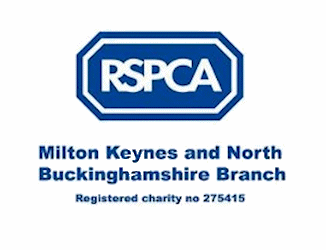 RSPCA
Milton Keynes and North
Buckinghamshire Branch
Registered charity no 275415